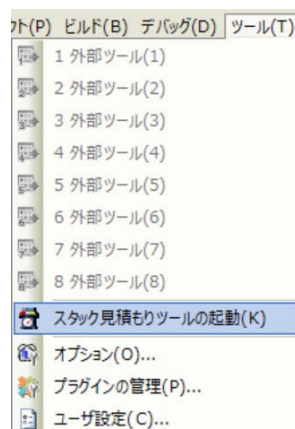 ﾌﾄ(P) ビルド(B) デバッグ(D) ツール(T)
1 外部ツール(1)
2 外部ツール(2)
3 外部ツール(3)
4 外部ツール(4)
5 外部ツール(5)
6 外部ツール(6)
7 外部ツール(7)
8 外部ツール(8)
スタック見積もりツールの起動(K)
オプション(O)...
プラグインの管理(P)...
ユーザ設定(C)...